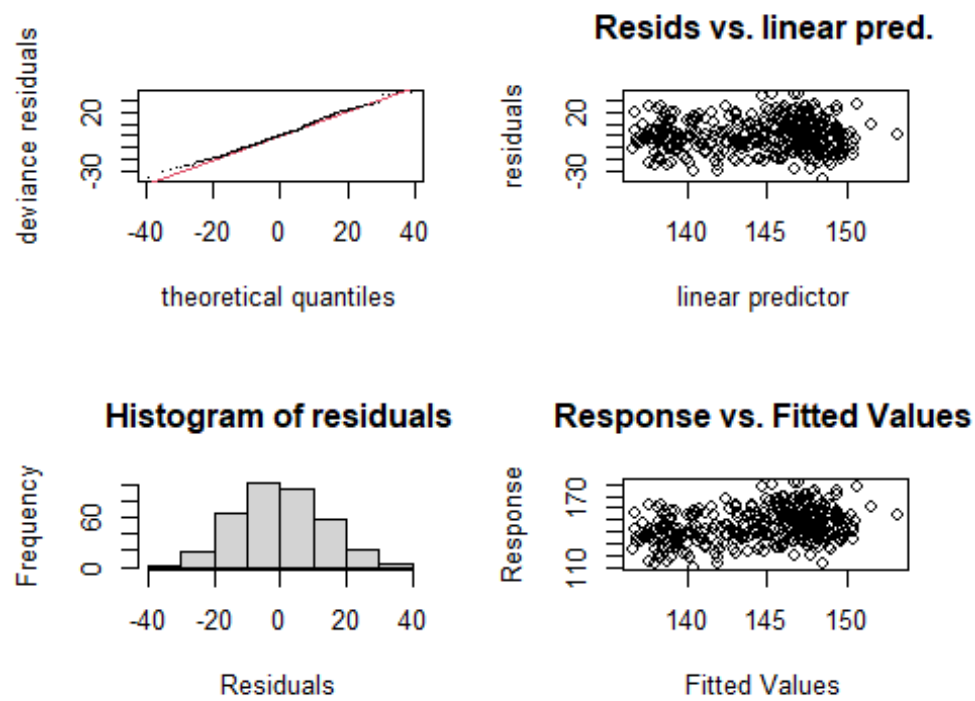 deviance residuals
20
-30
-40 -20 0 20 40
theoretical quantiles
Resids vs. linear pred.
residuals
20
-30
140 145 150
linear predictor
Histogram of residuals
Frequency
60
0
-40 -20 0 20 40
Residuals
Response vs. Fitted Values
Response
170
110
140 145 150
Fitted Values